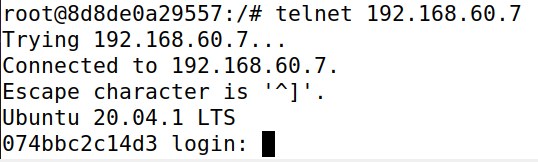 root@8d8de0a29557:/# telnet 192.168.60.7
Trying 192.168.60.7...
Connected to 192.168.60.7.
Escape character is '^]'.
Ubuntu 20.04.1 LTS
074bbc2c14d3 login: